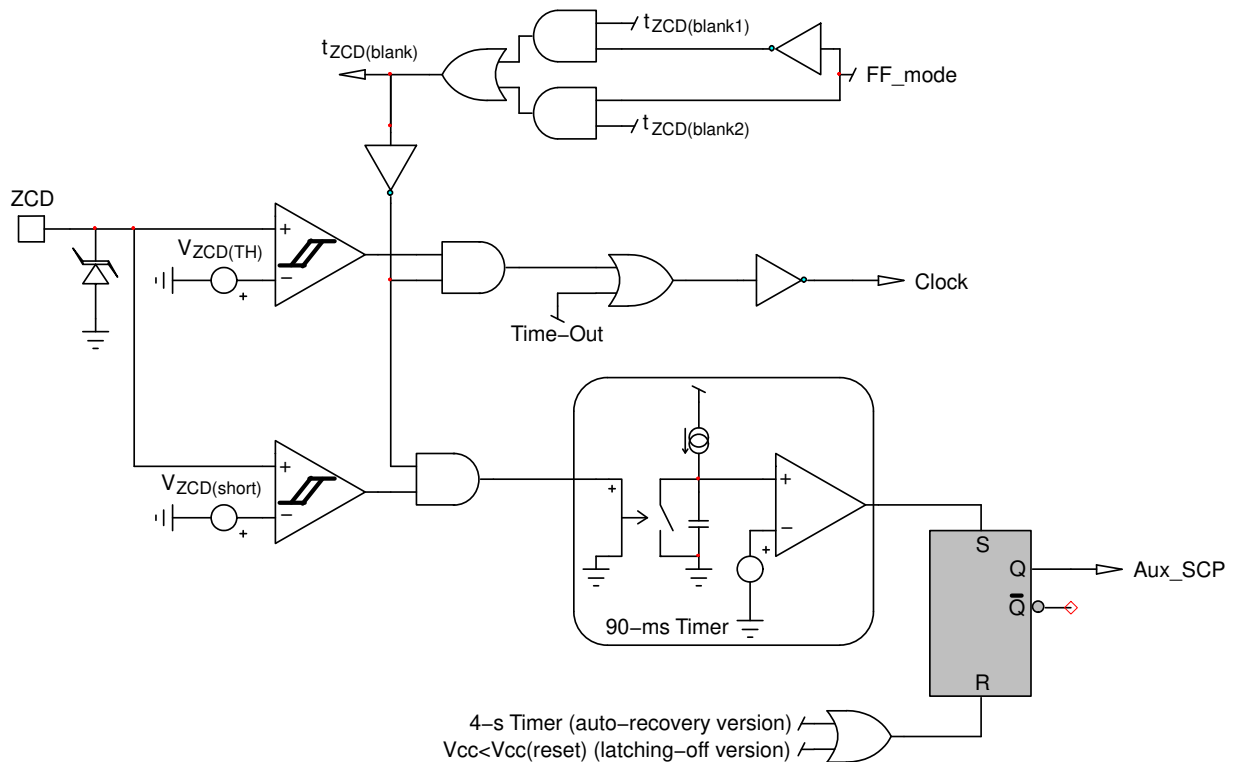 tZCD(blank1)
tZCD(blank)
FF_mode
tZCD(blank2)
ZCD
+
VZCD(TH)
−
+
Clock
Time−Out
+
VZCD(short)
−
+
+
+
−
+
90−ms Timer
S
Q
Aux_SCP
Q̅
R
4−s Timer (auto−recovery version)
Vcc<Vcc(reset) (latching−off version)